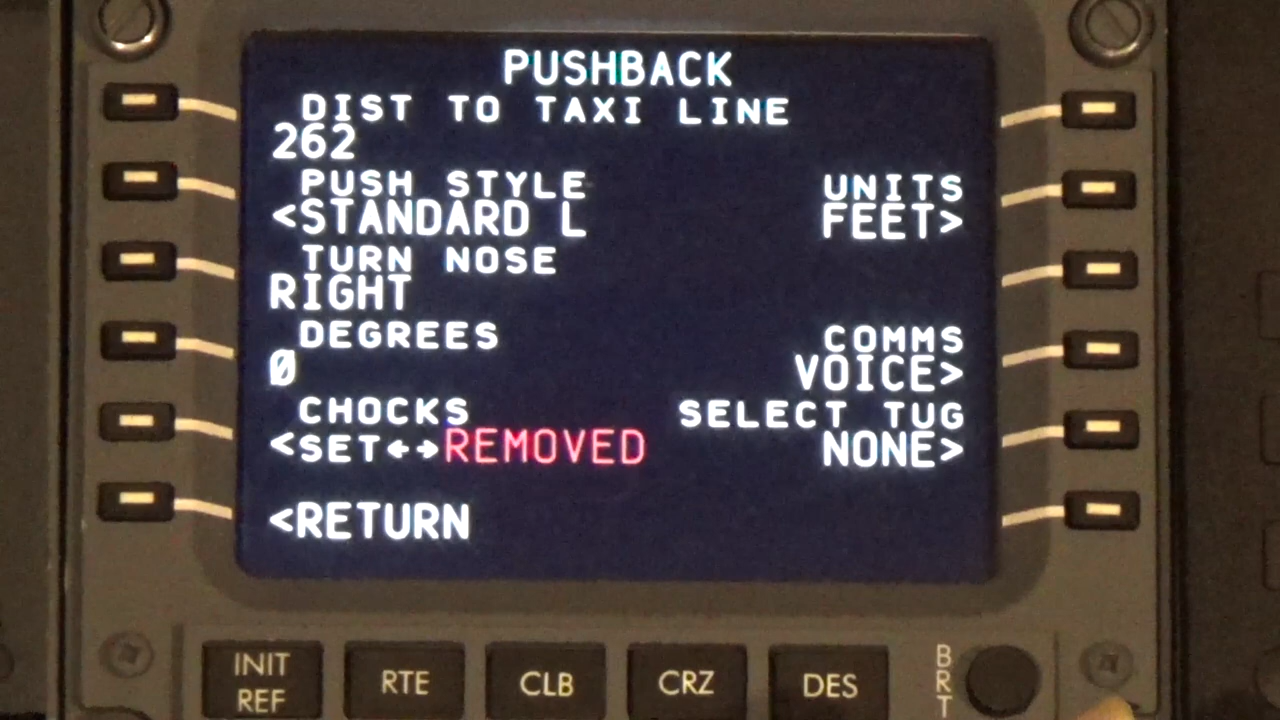 PUSHBACK
DIST TO TAXI LINE
262
PUSH STYLE UNITS
<STANDARD L FEET>
TURN NOSE
RIGHT
DEGREES COMMS
0 VOICE>
CHOCKS SELECT TUG
<SET←→REMOVED NONE>
<RETURN
INIT REF RTE CLB CRZ DES BRT